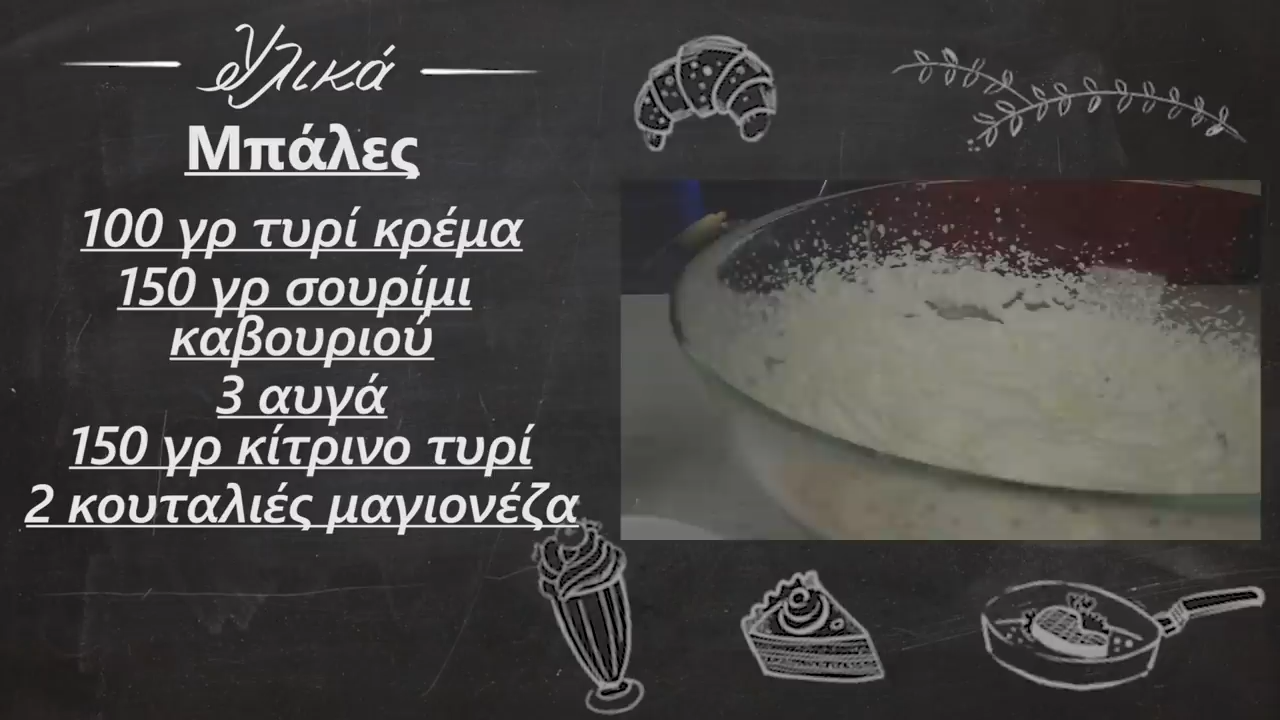 Υλικά
Μπάλες
100 γρ τυρί κρέμα
150 γρ σουρίμι
καβουριού
3 αυγά
150 γρ κίτρινο τυρί
2 κουταλιές μαγιονέζα